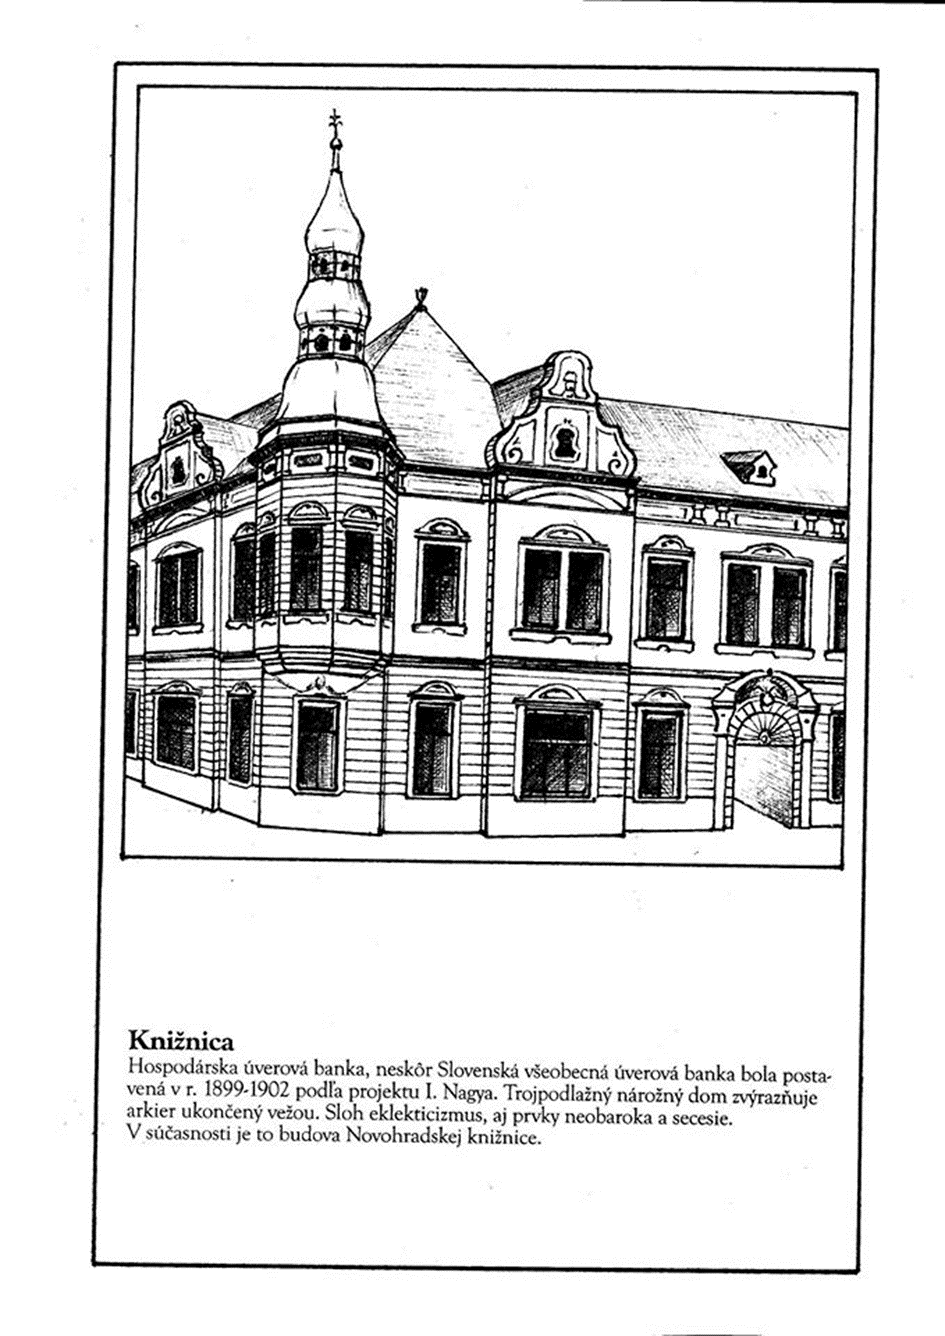 Knižnica
Hospodárska úverová banka, neskôr Slovenská všeobecná úverová banka bola posta-
vená v r. 1899-1902 podľa projektu I. Nagya. Trojpodlažný nárožný dom zvýrazňuje
arkier ukončený vežou. Sloh eklekticizmus, aj prvky neobaroka a secesie.
V súčasnosti je to budova Novohradskej knižnice.